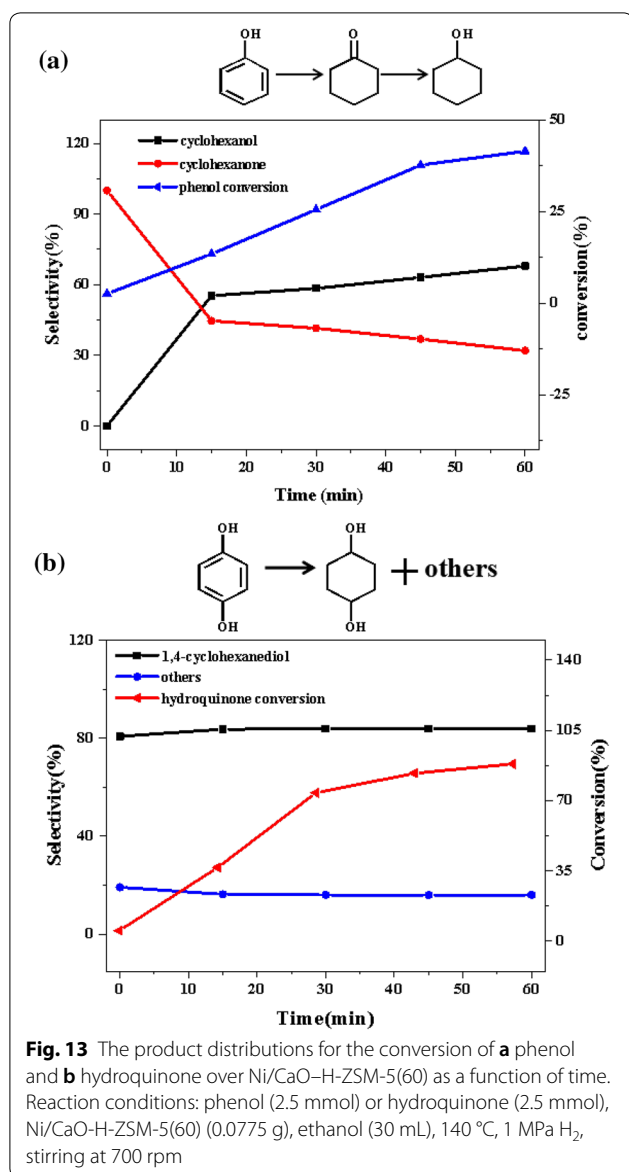 (a)
OH
O
OH
cyclohexanol
cyclohexanone
phenol conversion
Selectivity(%)
120
90
60
30
0
conversion(%)
50
25
0
-25
0 10 20 30 40 50 60
Time (min)
(b)
OH
OH
OH
OH
+ others
1,4-cyclohexanediol
others
hydroquinone conversion
Selectivity(%)
120
80
40
0
Conversion(%)
140
105
70
35
0
0 10 20 30 40 50 60
Time(min)
Fig. 13 The product distributions for the conversion of a phenol
and b hydroquinone over Ni/CaO–H-ZSM-5(60) as a function of time.
Reaction conditions: phenol (2.5 mmol) or hydroquinone (2.5 mmol),
Ni/CaO-H-ZSM-5(60) (0.0775 g), ethanol (30 mL), 140 °C, 1 MPa H₂,
stirring at 700 rpm